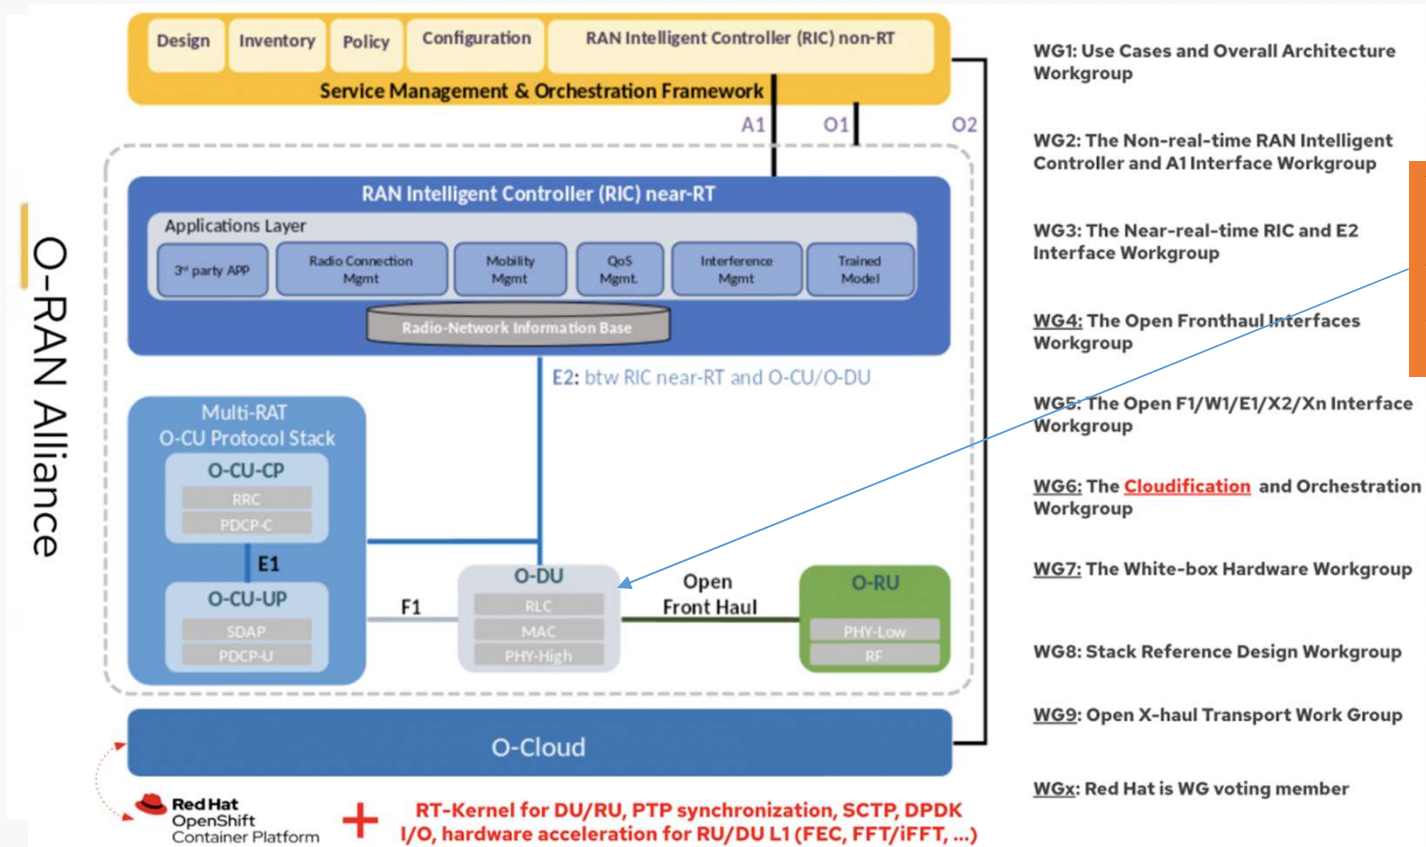 O-RAN Alliance
Design
Inventory
Policy
Configuration
RAN Intelligent Controller (RIC) non-RT
Service Management & Orchestration Framework
A1
O1
O2
RAN Intelligent Controller (RIC) near-RT
Applications Layer
3rd party APP
Radio Connection
Mgmt
Mobility
Mgmt
QoS
Mgmt.
Interference
Mgmt
Trained
Model
Radio-Network Information Base
E2: btw RIC near-RT and O-CU/O-DU
Multi-RAT
O-CU Protocol Stack
O-CU-CP
RRC
PDCP-C
E1
O-CU-UP
SDAP
PDCP-U
F1
O-DU
RLC
MAC
PHY-High
Open
Front Haul
O-RU
PHY-Low
RF
O-Cloud
Red Hat
OpenShift
Container Platform
+
RT-Kernel for DU/RU, PTP synchronization, SCTP, DPDK
I/O, hardware acceleration for RU/DU L1 (FEC, FFT/iFFT, ...)
WG1: Use Cases and Overall Architecture
Workgroup
WG2: The Non-real-time RAN Intelligent
Controller and A1 Interface Workgroup
WG3: The Near-real-time RIC and E2
Interface Workgroup
WG4: The Open Fronthaul Interfaces
Workgroup
WG5: The Open F1/W1/E1/X2/Xn Interface
Workgroup
WG6: The Cloudification and Orchestration
Workgroup
WG7: The White-box Hardware Workgroup
WG8: Stack Reference Design Workgroup
WG9: Open X-haul Transport Work Group
WGx: Red Hat is WG voting member